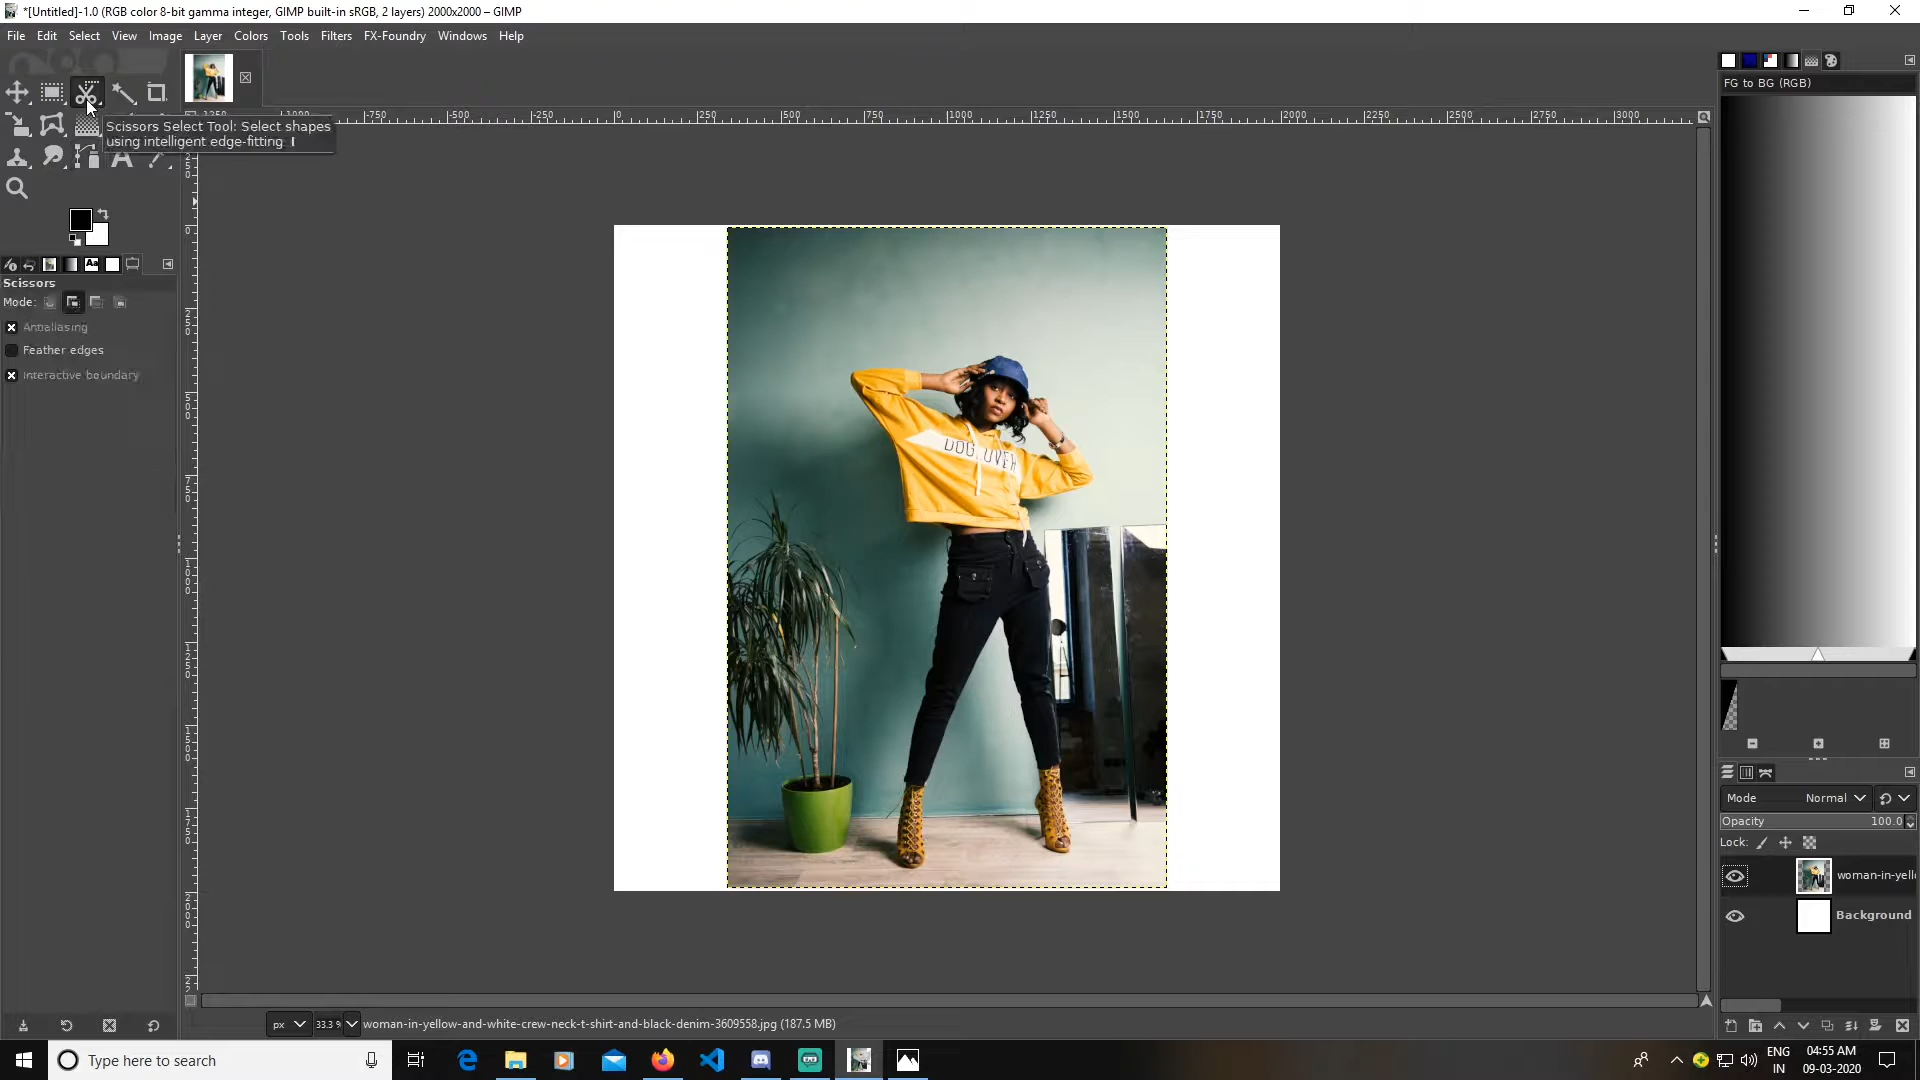 *[Untitled]-1.0 (RGB color 8-bit gamma integer, GIMP built-in sRGB, 2 layers) 2000x2000 – GIMP
File Edit Select View Image Layer Colors Tools Filters FX-Foundry Windows Help
FG to BG (RGB)
Scissors Select Tool: Select shapes
using intelligent edge-fitting I
-750 -500 -250 0 250 500 750 1000 1250 1500 1750 2000 2250 2500 2750 3000
Scissors
Mode:
Antialiasing
Feather edges
Interactive boundary
Mode Normal
Opacity 100.0
Lock:
woman-in-yell
Background
px 33.3 % woman-in-yellow-and-white-crew-neck-t-shirt-and-black-denim-3609558.jpg (187.5 MB)
Type here to search
ENG
IN
04:55 AM
09-03-2020